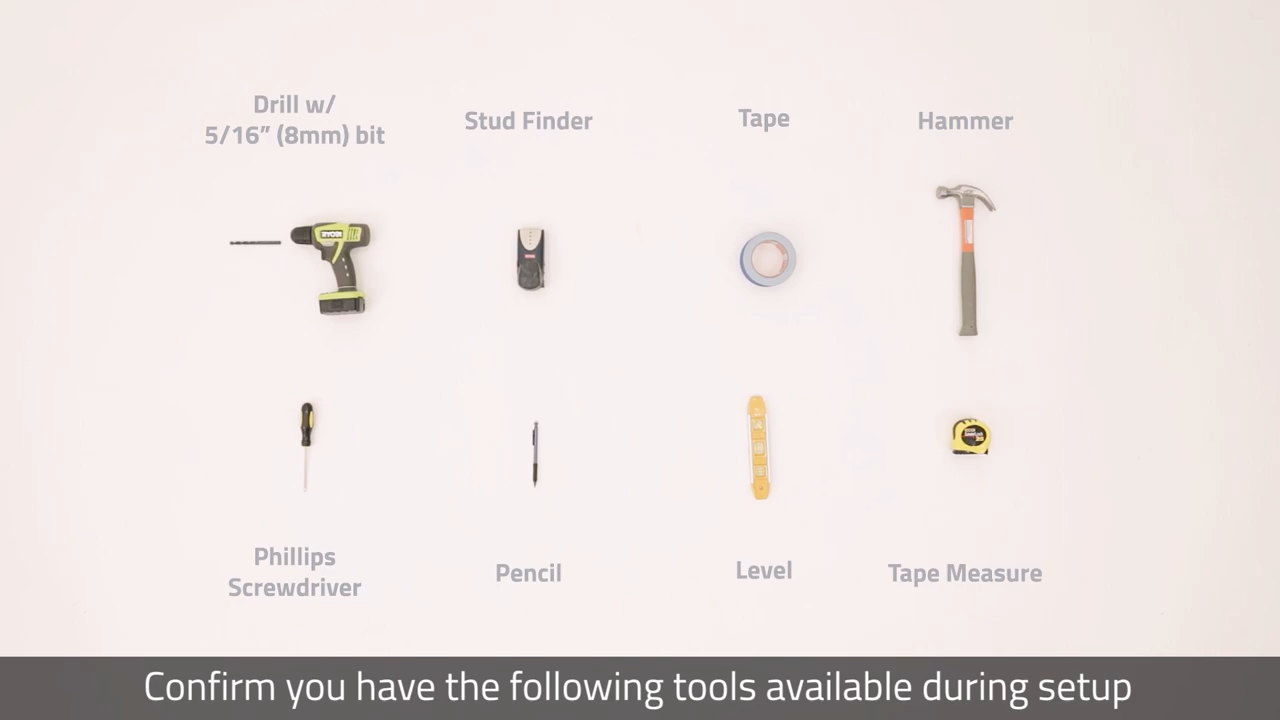 Drill w/
5/16” (8mm) bit
Stud Finder
Tape
Hammer
RYOBI
Phillips
Screwdriver
Pencil
Level
Tape Measure
Confirm you have the following tools available during setup